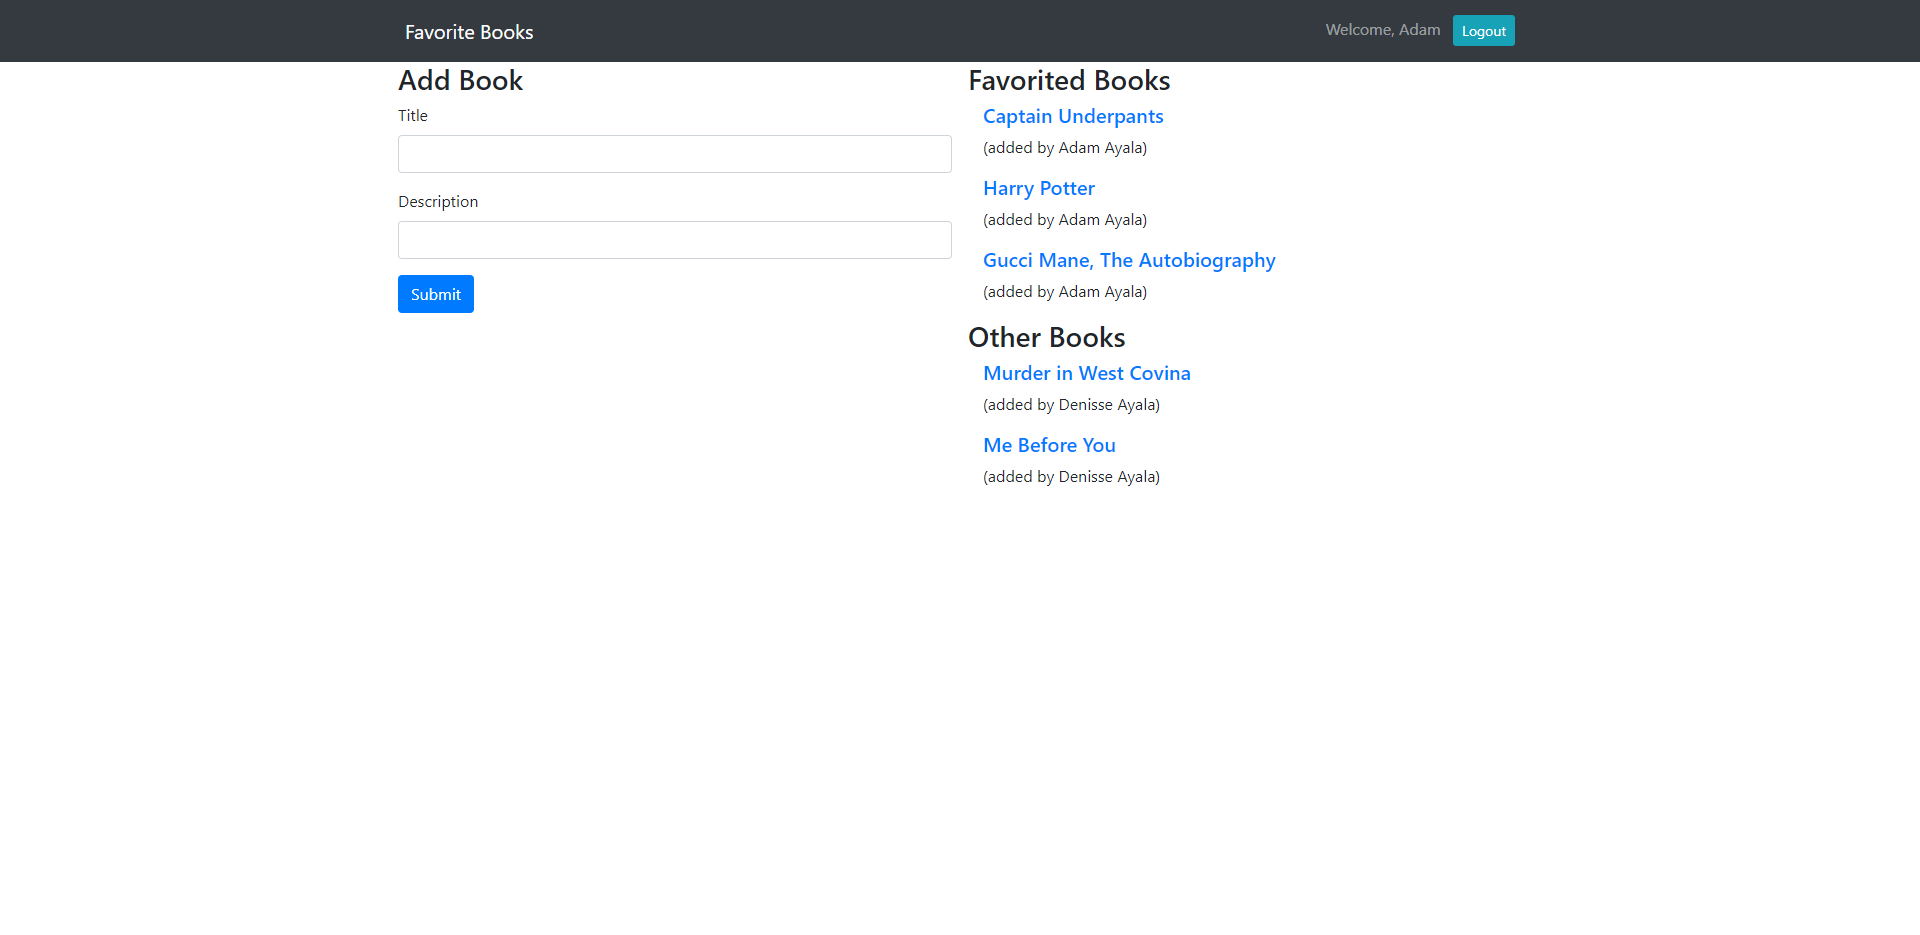 Favorite Books
Welcome, Adam
Logout
Add Book
Title
Description
Submit
Favorited Books
Captain Underpants
(added by Adam Ayala)
Harry Potter
(added by Adam Ayala)
Gucci Mane, The Autobiography
(added by Adam Ayala)
Other Books
Murder in West Covina
(added by Denisse Ayala)
Me Before You
(added by Denisse Ayala)